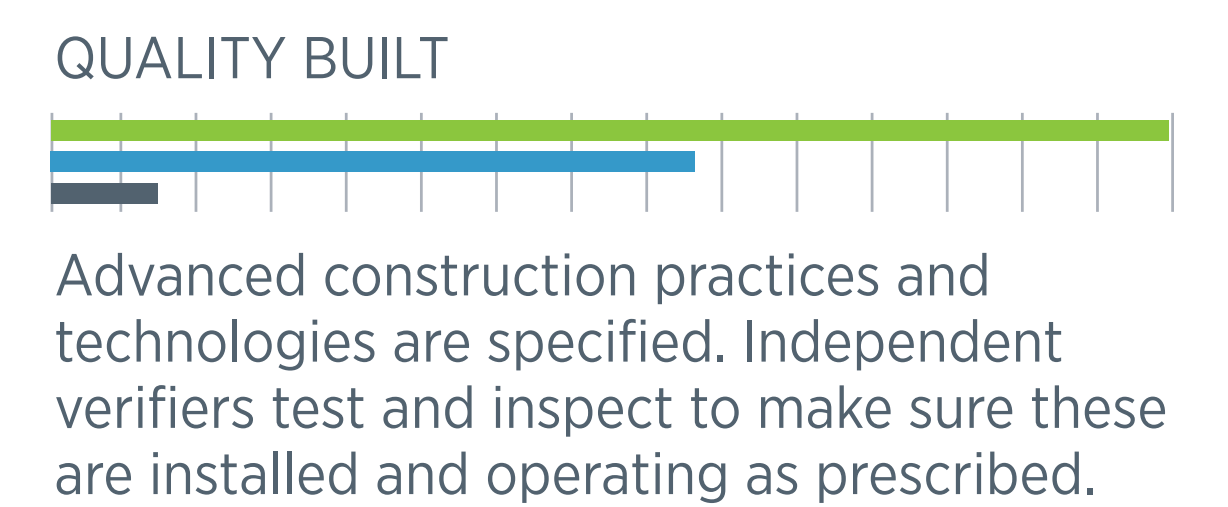 QUALITY BUILT
Advanced construction practices and
technologies are specified. Independent
verifiers test and inspect to make sure these
are installed and operating as prescribed.